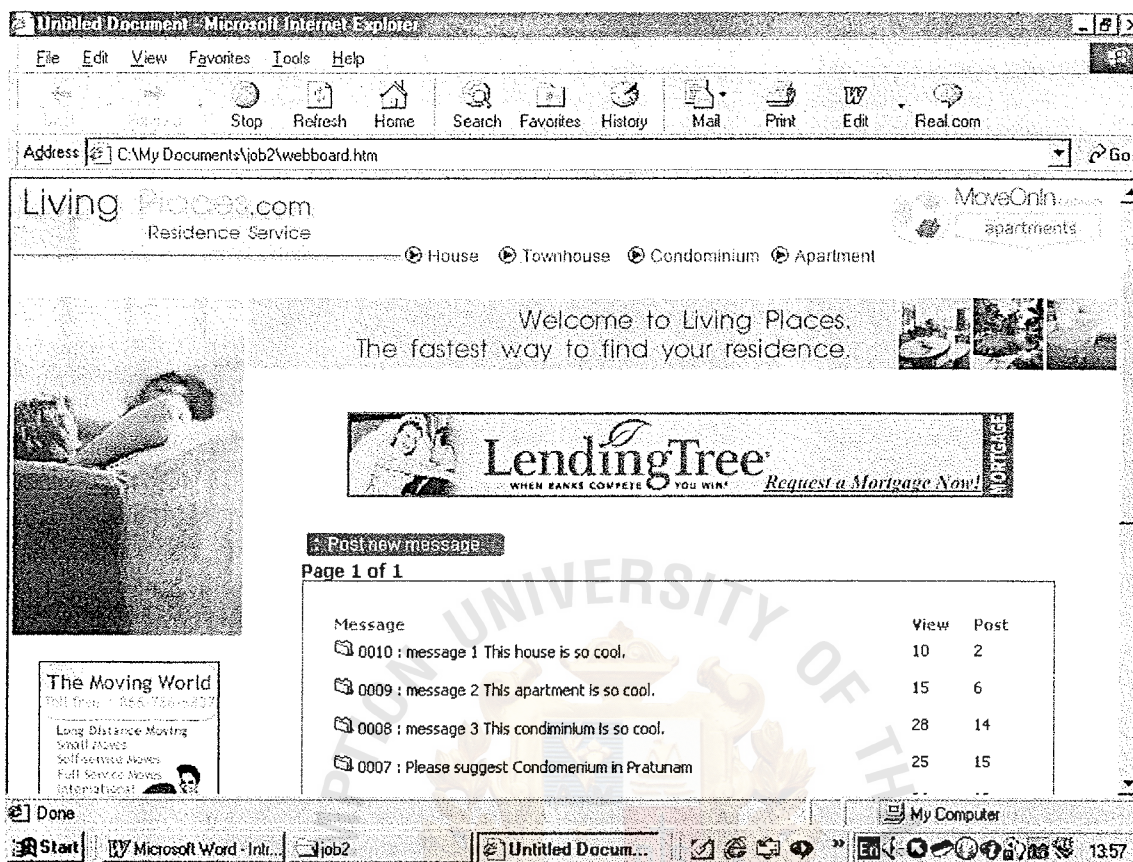 Untitled Document - Microsoft Internet Explorer
File Edit View Favorites Tools Help
Stop Refresh Home Search Favorites History Mail Print Edit Real.com
Address C:\My Documents\job2\webboard.htm Go
Living Places.com
Residence Service
MoveOnIn
apartments
House Townhouse Condominium Apartment
Welcome to Living Places.
The fastest way to find your residence.
LendingTree
WHEN BANKS COMPETE YOU WIN!
Request a Mortgage Now!
MORTGAGE
Post new message
Page 1 of 1
UNIVERSITY OF THE
Message View Post
0010 : message 1 This house is so cool. 10 2
0009 : message 2 This apartment is so cool. 15 6
0008 : message 3 This condiminium is so cool. 28 14
0007 : Please suggest Condomenium in Pratunam 25 15
The Moving World
Long Distance Moving
Small Moves
Self-service Moves
Full Service Moves
International
Done My Computer
Start Microsoft Word - Intr... job2 Untitled Docum... 13:57